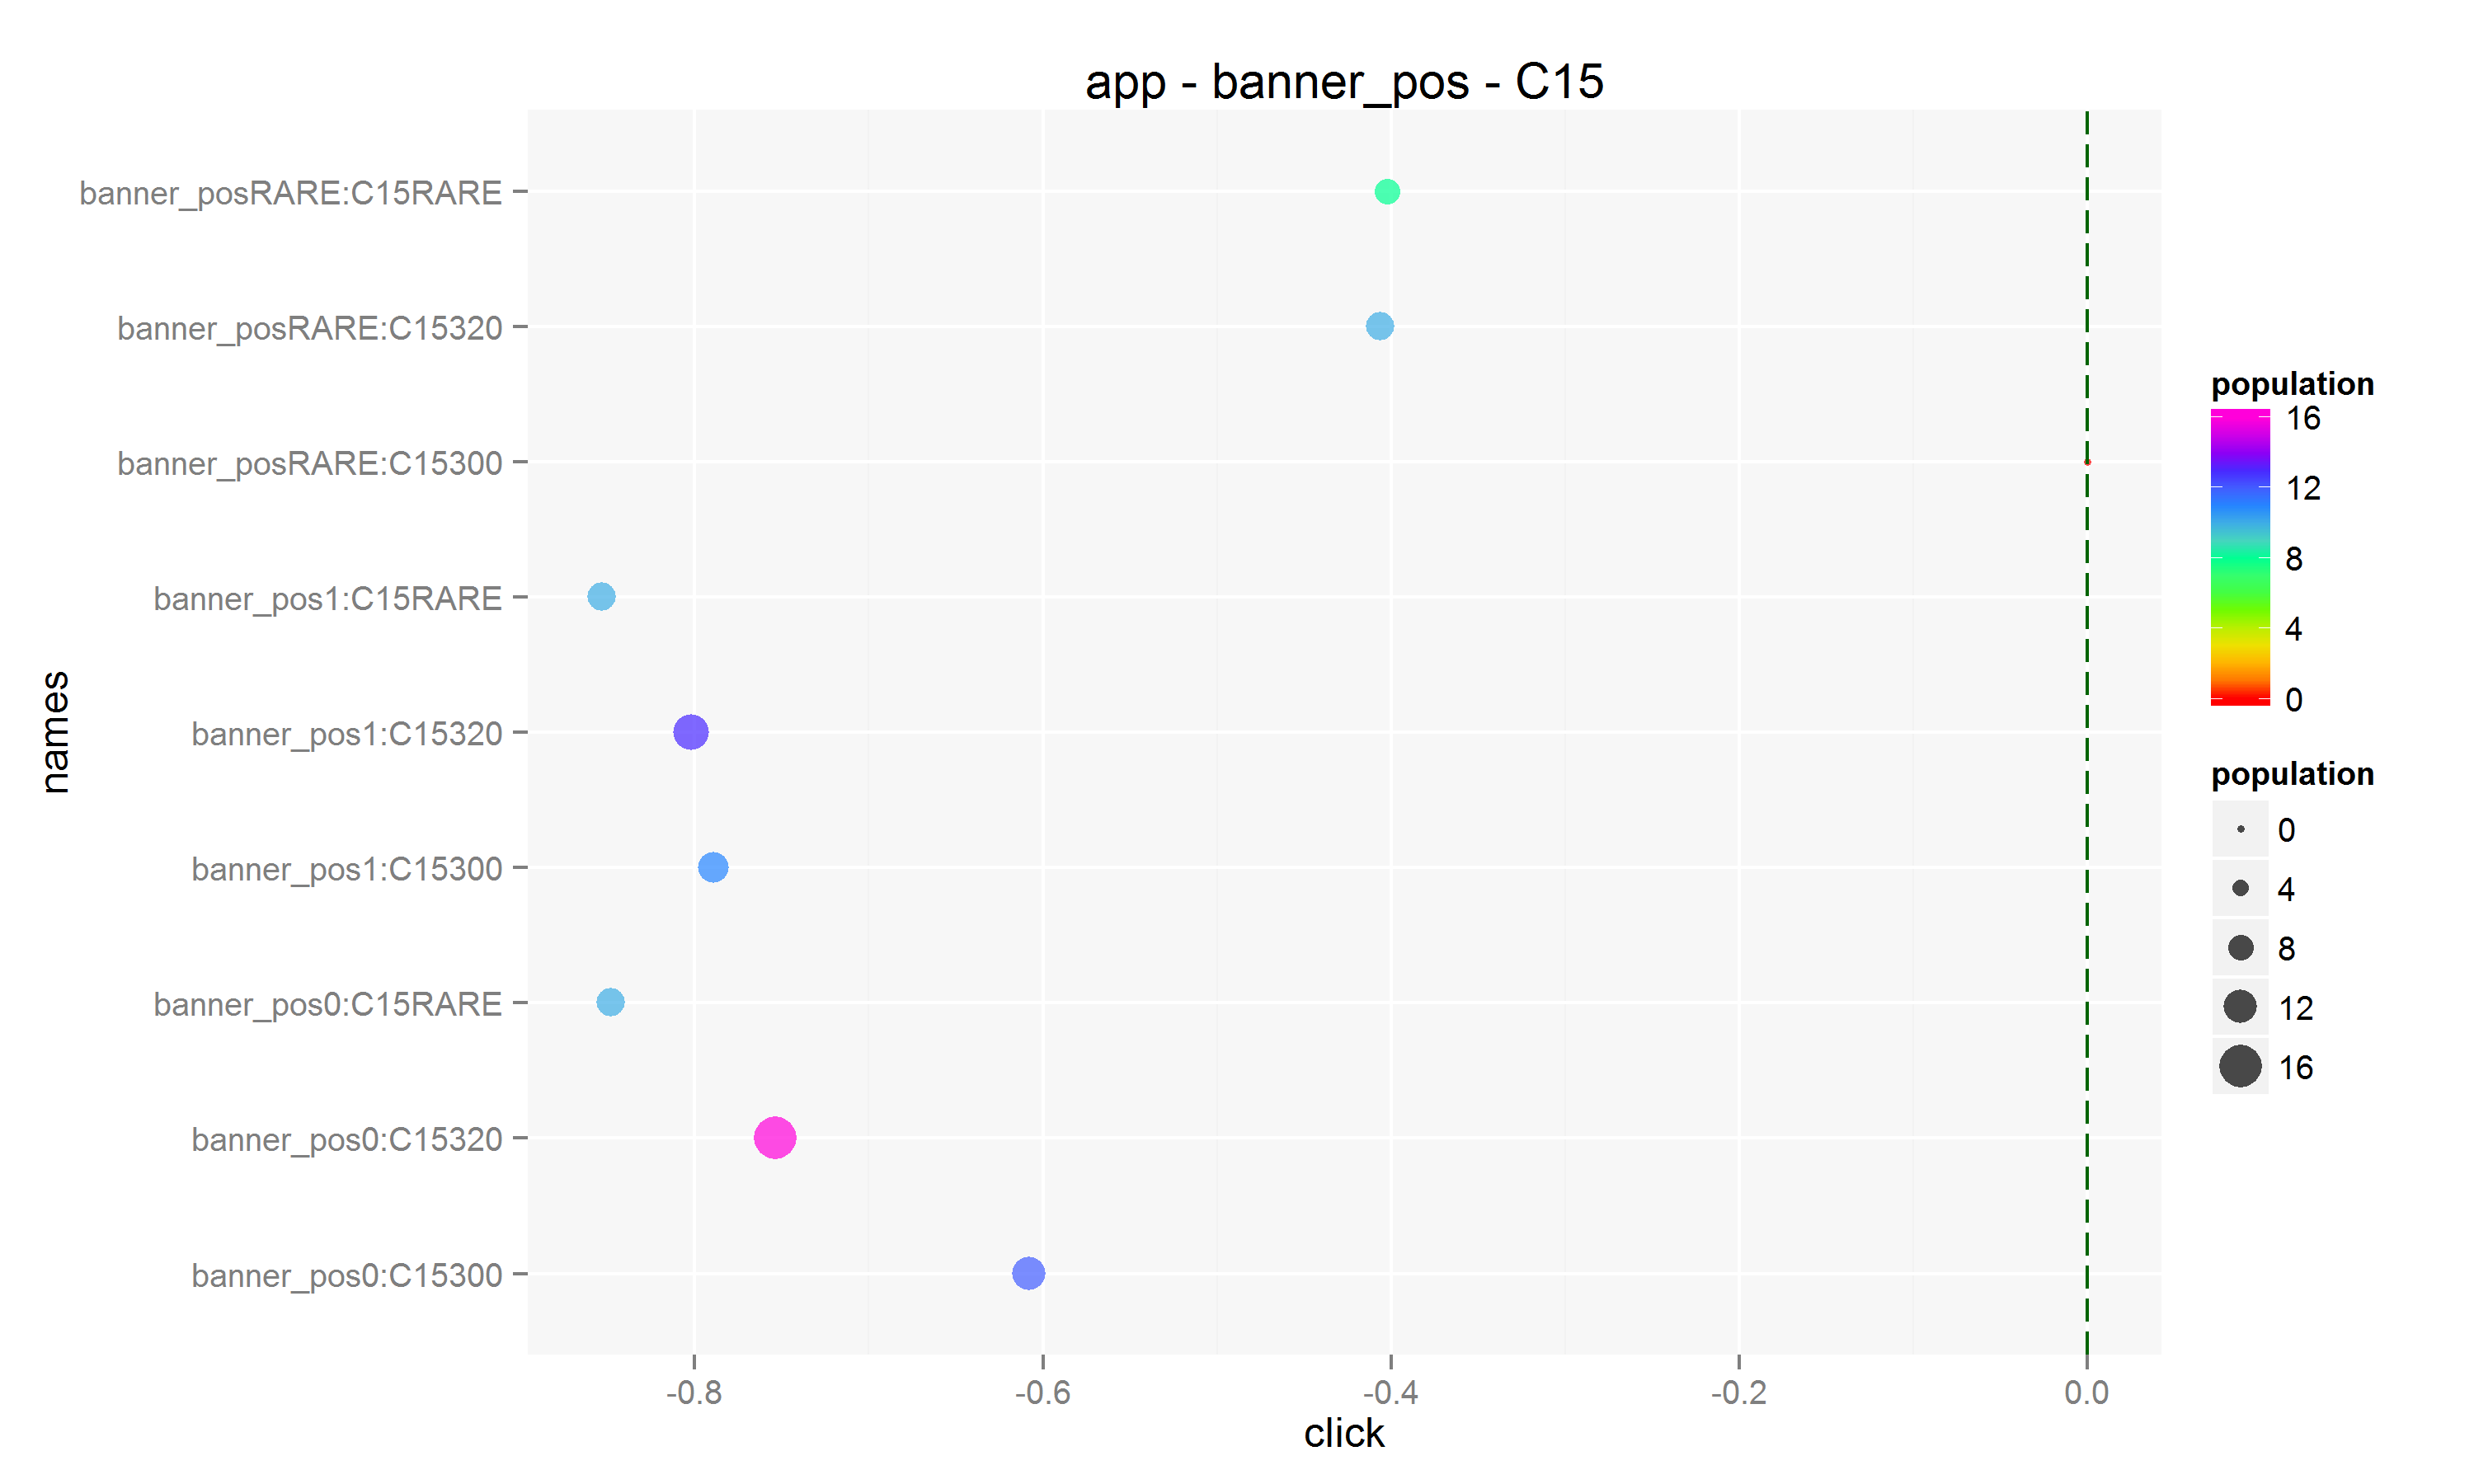 app - banner_pos - C15
banner_posRARE:C15RARE
banner_posRARE:C15320
banner_posRARE:C15300
banner_pos1:C15RARE
banner_pos1:C15320
banner_pos1:C15300
banner_pos0:C15RARE
banner_pos0:C15320
banner_pos0:C15300
names
-0.8 -0.6 -0.4 -0.2 0.0
click
population
16
12
8
4
0
population
0
4
8
12
16